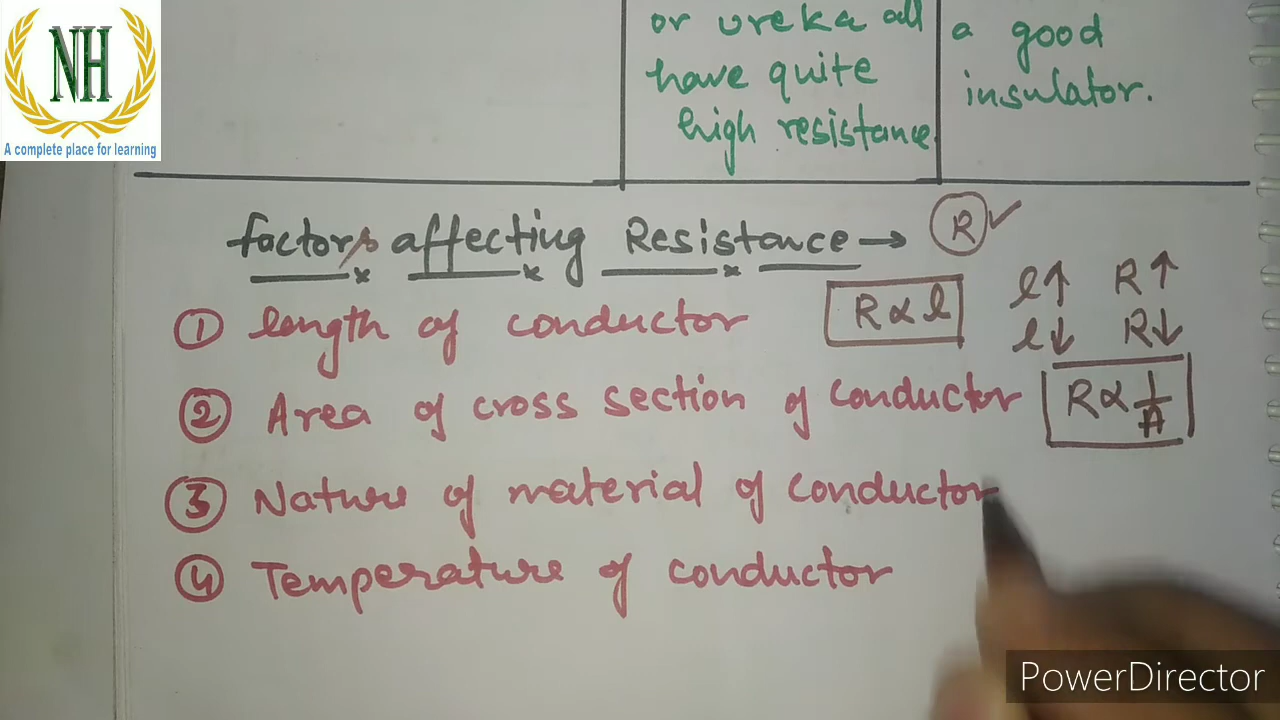 NH
A complete place for learning
or ureka all
have quite
high resistance.
a good
insulator.
factors affecting Resistance → R ✓
① length of conductor R ∝ l
l↑ R↑
l↓ R↓
② Area of cross section of conductor R ∝ 1/A
③ Nature of material of conductor
④ Temperature of conductor
PowerDirector